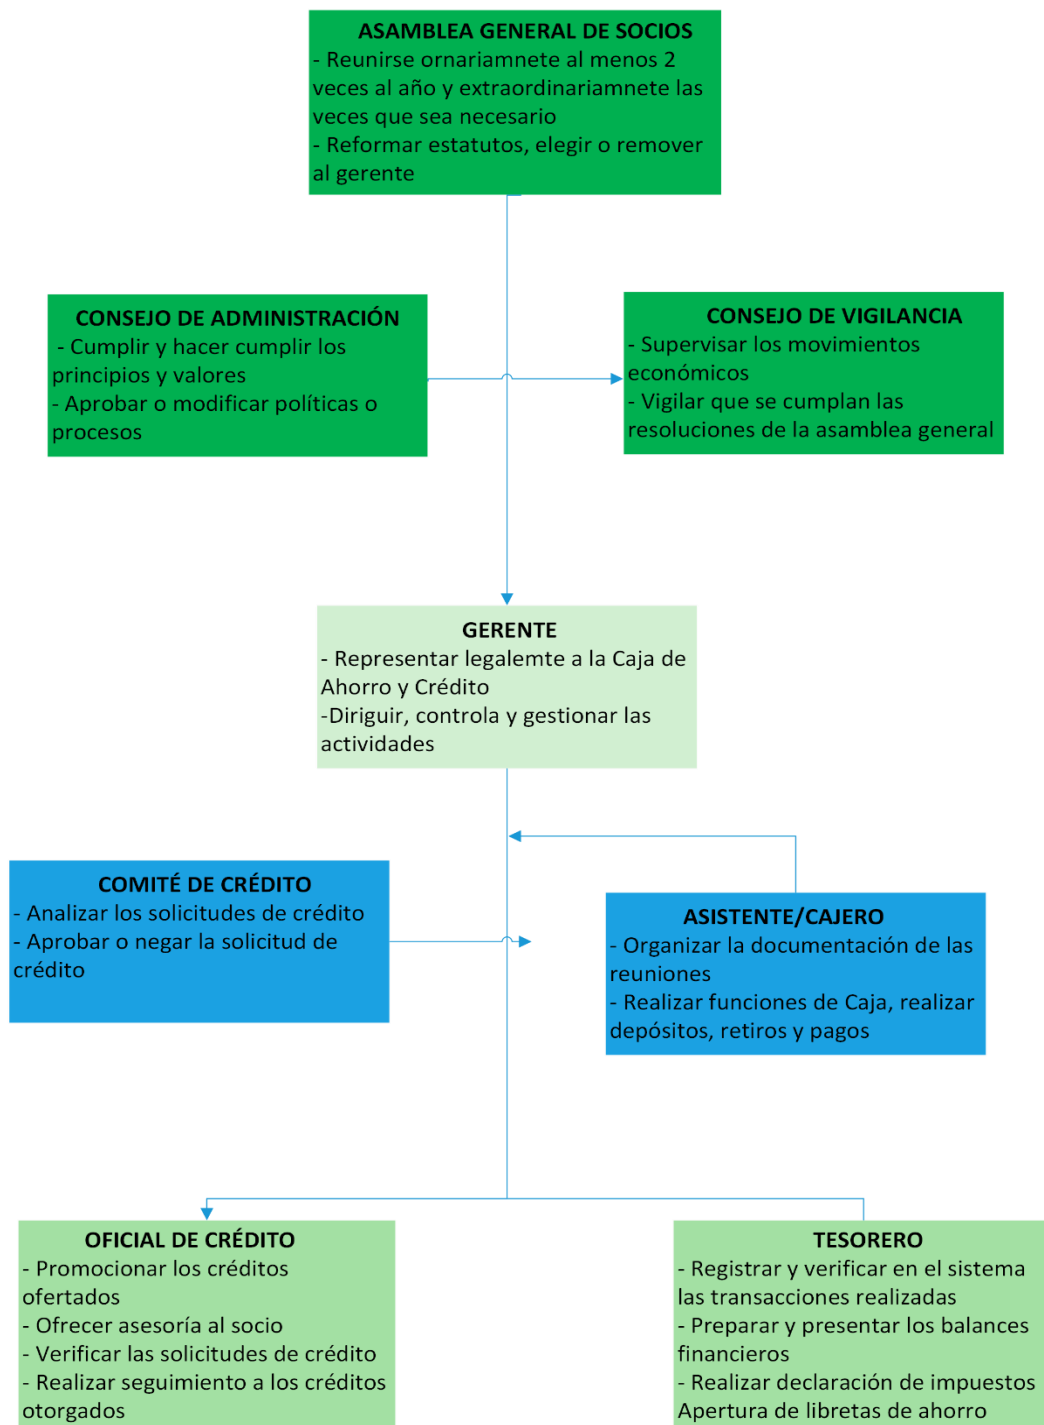 ASAMBLEA GENERAL DE SOCIOS
- Reunirse ornariamnete al menos 2
veces al año y extraordinariamnete las
veces que sea necesario
- Reformar estatutos, elegir o remover
al gerente
CONSEJO DE ADMINISTRACIÓN
- Cumplir y hacer cumplir los
principios y valores
- Aprobar o modificar políticas o
procesos
CONSEJO DE VIGILANCIA
- Supervisar los movimientos
económicos
- Vigilar que se cumplan las
resoluciones de la asamblea general
GERENTE
- Representar legalemte a la Caja de
Ahorro y Crédito
-Diriguir, controla y gestionar las
actividades
COMITÉ DE CRÉDITO
- Analizar los solicitudes de crédito
- Aprobar o negar la solicitud de
crédito
ASISTENTE/CAJERO
- Organizar la documentación de las
reuniones
- Realizar funciones de Caja, realizar
depósitos, retiros y pagos
OFICIAL DE CRÉDITO
- Promocionar los créditos
ofertados
- Ofrecer asesoría al socio
- Verificar las solicitudes de crédito
- Realizar seguimiento a los créditos
otorgados
TESORERO
- Registrar y verificar en el sistema
las transacciones realizadas
- Preparar y presentar los balances
financieros
- Realizar declaración de impuestos
Apertura de libretas de ahorro